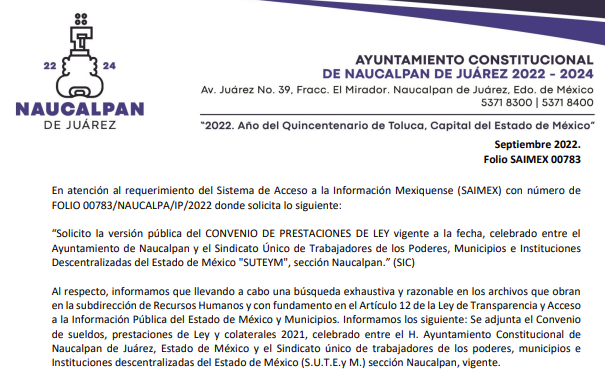 22 24
NAUCALPAN
DE JUÁREZ
AYUNTAMIENTO CONSTITUCIONAL
DE NAUCALPAN DE JUÁREZ 2022 - 2024
Av. Juárez No. 39, Fracc. El Mirador. Naucalpan de Juárez, Edo. de México
5371 8300 | 5371 8400
“2022. Año del Quincentenario de Toluca, Capital del Estado de México”
Septiembre 2022.
Folio SAIMEX 00783
En atención al requerimiento del Sistema de Acceso a la Información Mexiquense (SAIMEX) con número de
FOLIO 00783/NAUCALPA/IP/2022 donde solicita lo siguiente:
“Solicito la versión pública del CONVENIO DE PRESTACIONES DE LEY vigente a la fecha, celebrado entre el
Ayuntamiento de Naucalpan y el Sindicato Único de Trabajadores de los Poderes, Municipios e Instituciones
Descentralizadas del Estado de México "SUTEYM", sección Naucalpan.” (SIC)
Al respecto, informamos que llevando a cabo una búsqueda exhaustiva y razonable en los archivos que obran
en la subdirección de Recursos Humanos y con fundamento en el Artículo 12 de la Ley de Transparencia y Acceso
a la Información Pública del Estado de México y Municipios. Informamos los siguiente: Se adjunta el Convenio
de sueldos, prestaciones de Ley y colaterales 2021, celebrado entre el H. Ayuntamiento Constitucional de
Naucalpan de Juárez, Estado de México y el Sindicato único de trabajadores de los poderes, municipios e
Instituciones descentralizadas del Estado de México (S.U.T.E.y M.) sección Naucalpan, vigente.